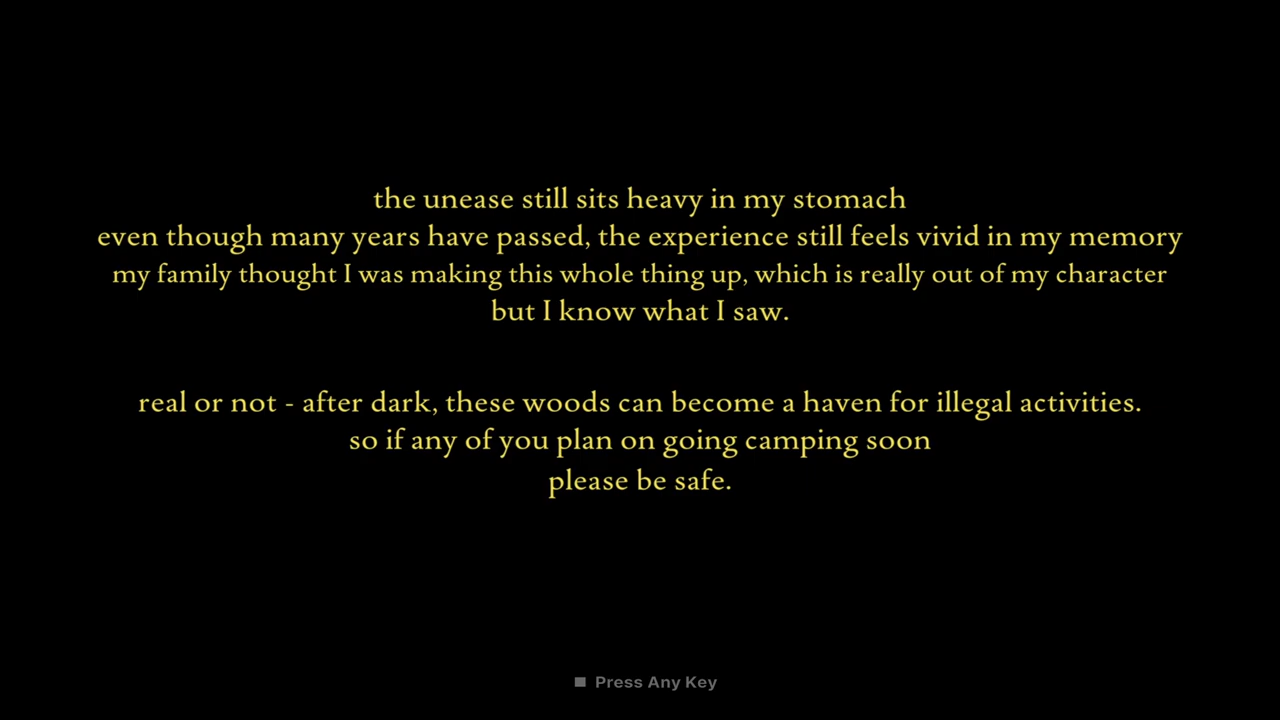 the unease still sits heavy in my stomach
even though many years have passed, the experience still feels vivid in my memory
my family thought I was making this whole thing up, which is really out of my character
but I know what I saw.
real or not - after dark, these woods can become a haven for illegal activities.
so if any of you plan on going camping soon
please be safe.
Press Any Key